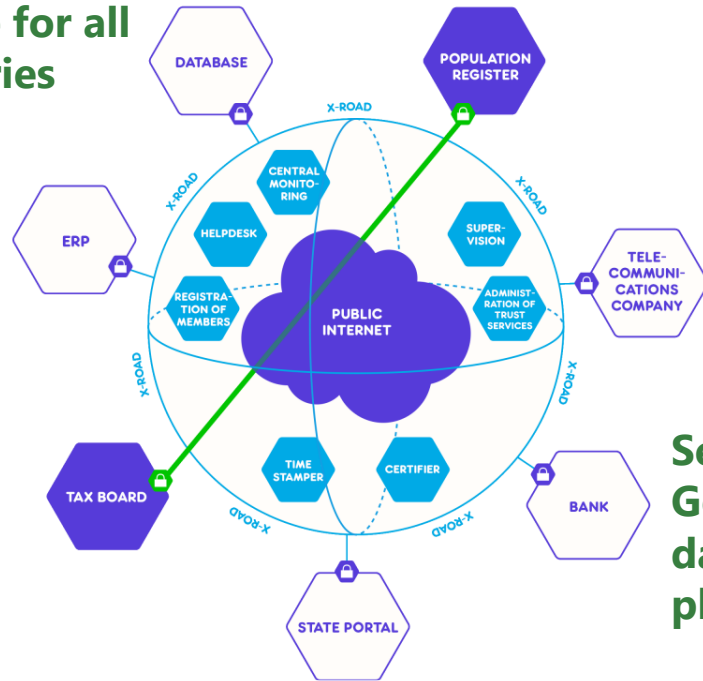 for all
ries
DATABASE
POPULATION
REGISTER
X-ROAD
X-ROAD
X-ROAD
CENTRAL
MONITO-
RING
HELPDESK
SUPER-
VISION
ERP
TELE-
COMMUNI-
CATIONS
COMPANY
REGISTRA-
TION OF
MEMBERS
ADMINIST-
RATION OF
TRUST
SERVICES
PUBLIC
INTERNET
X-ROAD
X-ROAD
TIME
STAMPER
CERTIFIER
TAX BOARD
BANK
X-ROAD
X-ROAD
STATE PORTAL
Se
Ge
da
pl